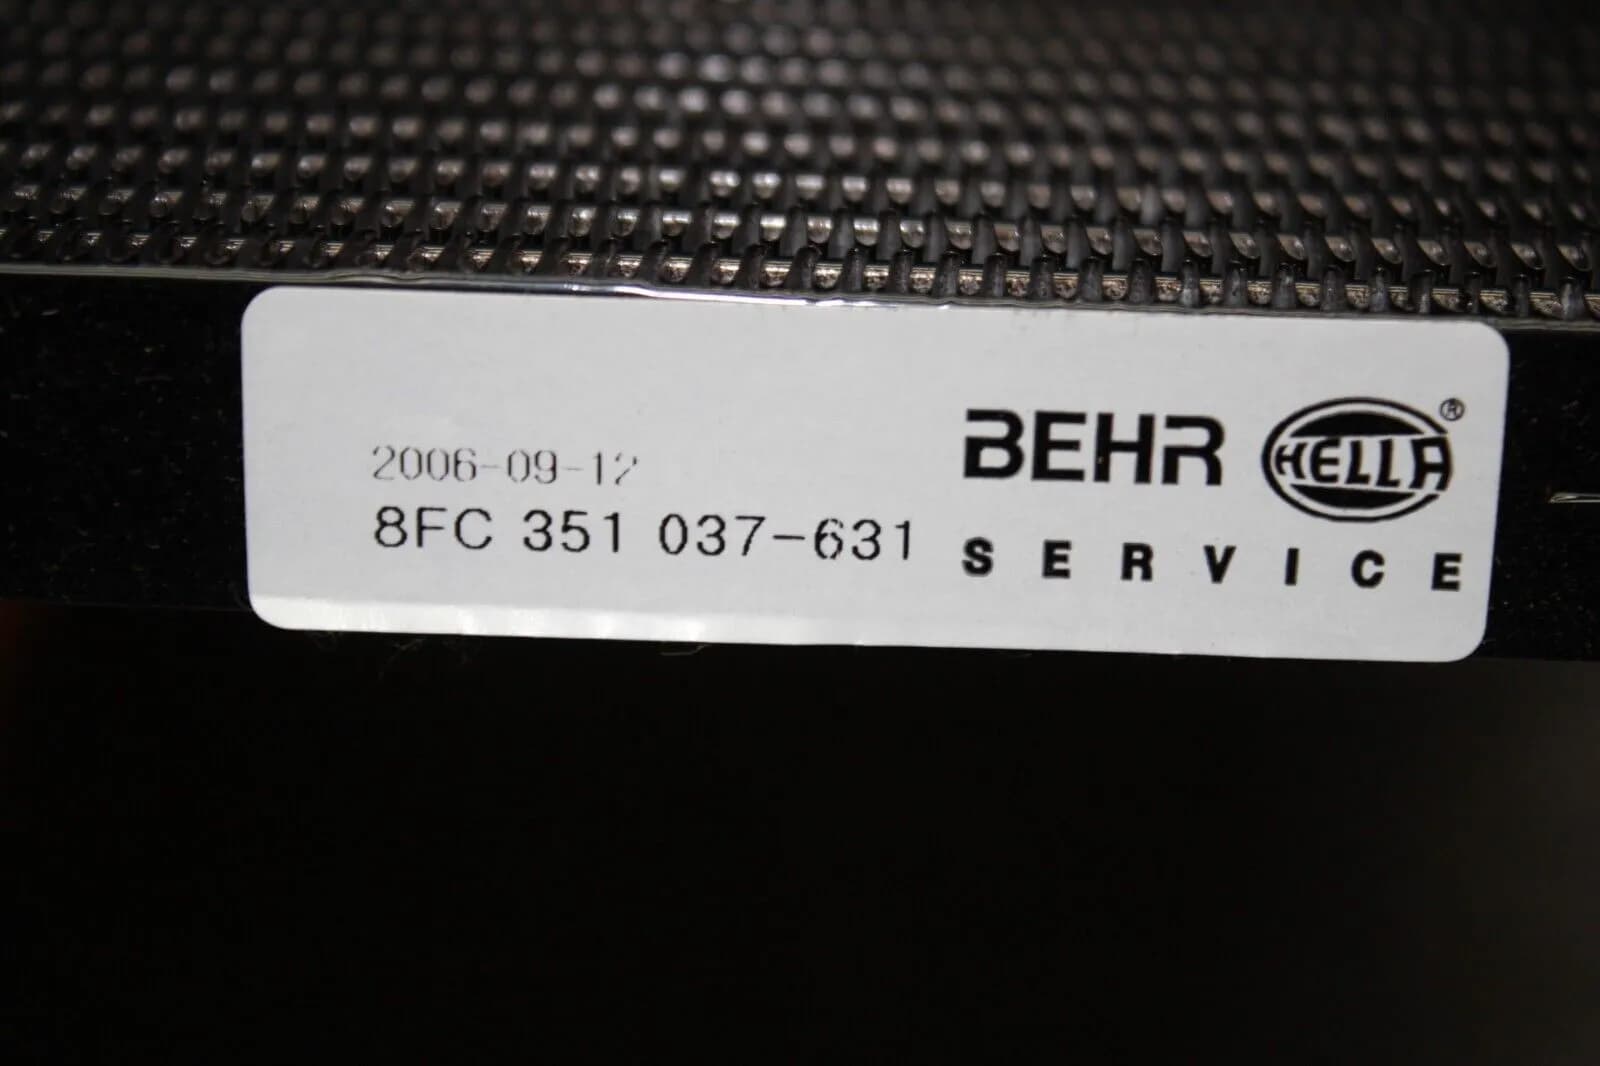 2006-09-12
8FC 351 037-631
BEHR HELLA®
SERVICE